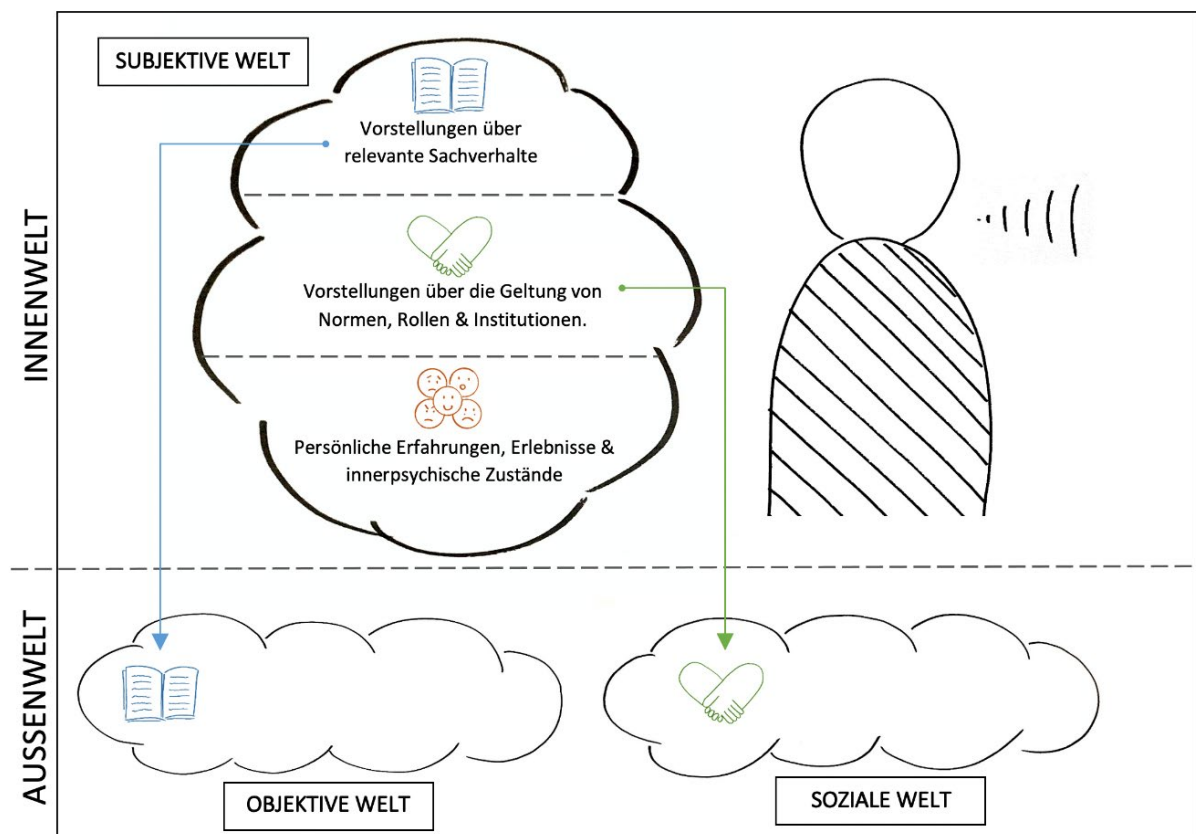 SUBJEKTIVE WELT
Vorstellungen über
relevante Sachverhalte
INNENWELT
Vorstellungen über die Geltung von
Normen, Rollen & Institutionen.
Persönliche Erfahrungen, Erlebnisse &
innerpsychische Zustände
AUSSENWELT
OBJEKTIVE WELT
SOZIALE WELT